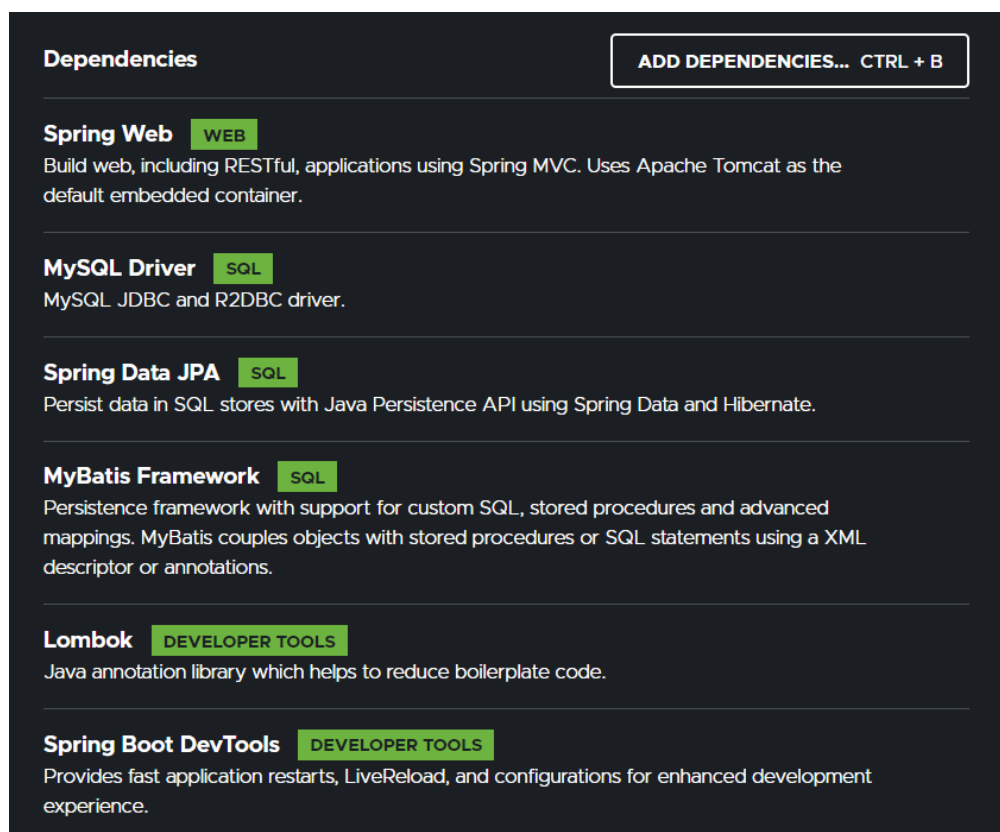 Dependencies
ADD DEPENDENCIES... CTRL + B
Spring Web WEB
Build web, including RESTful, applications using Spring MVC. Uses Apache Tomcat as the
default embedded container.
MySQL Driver SQL
MySQL JDBC and R2DBC driver.
Spring Data JPA SQL
Persist data in SQL stores with Java Persistence API using Spring Data and Hibernate.
MyBatis Framework SQL
Persistence framework with support for custom SQL, stored procedures and advanced
mappings. MyBatis couples objects with stored procedures or SQL statements using a XML
descriptor or annotations.
Lombok DEVELOPER TOOLS
Java annotation library which helps to reduce boilerplate code.
Spring Boot DevTools DEVELOPER TOOLS
Provides fast application restarts, LiveReload, and configurations for enhanced development
experience.